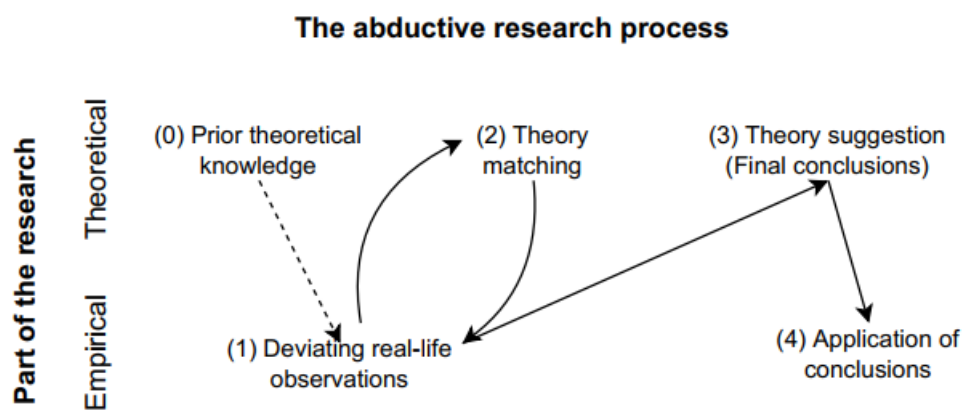 The abductive research process
Part of the research
Theoretical
Empirical
(0) Prior theoretical
knowledge
(2) Theory
matching
(3) Theory suggestion
(Final conclusions)
(1) Deviating real-life
observations
(4) Application of
conclusions